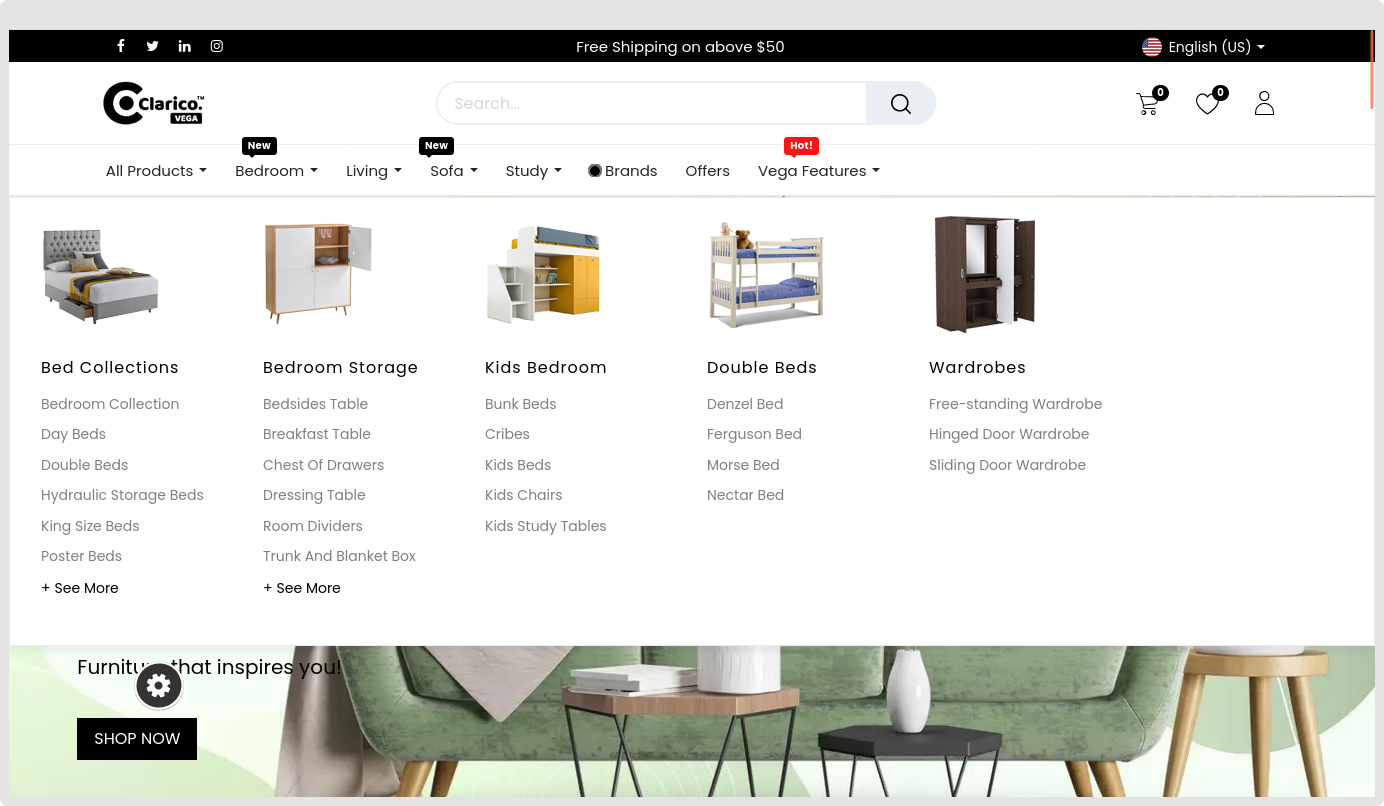 Free Shipping on above $50
English (US)
Clarico.™
VEGA
Search...
0
0
New
New
Hot!
All Products
Bedroom
Living
Sofa
Study
Brands
Offers
Vega Features
Bed Collections
Bedroom Collection
Day Beds
Double Beds
Hydraulic Storage Beds
King Size Beds
Poster Beds
+ See More
Bedroom Storage
Bedsides Table
Breakfast Table
Chest Of Drawers
Dressing Table
Room Dividers
Trunk And Blanket Box
+ See More
Kids Bedroom
Bunk Beds
Cribes
Kids Beds
Kids Chairs
Kids Study Tables
Double Beds
Denzel Bed
Ferguson Bed
Morse Bed
Nectar Bed
Wardrobes
Free-standing Wardrobe
Hinged Door Wardrobe
Sliding Door Wardrobe
Furniture that inspires you!
SHOP NOW